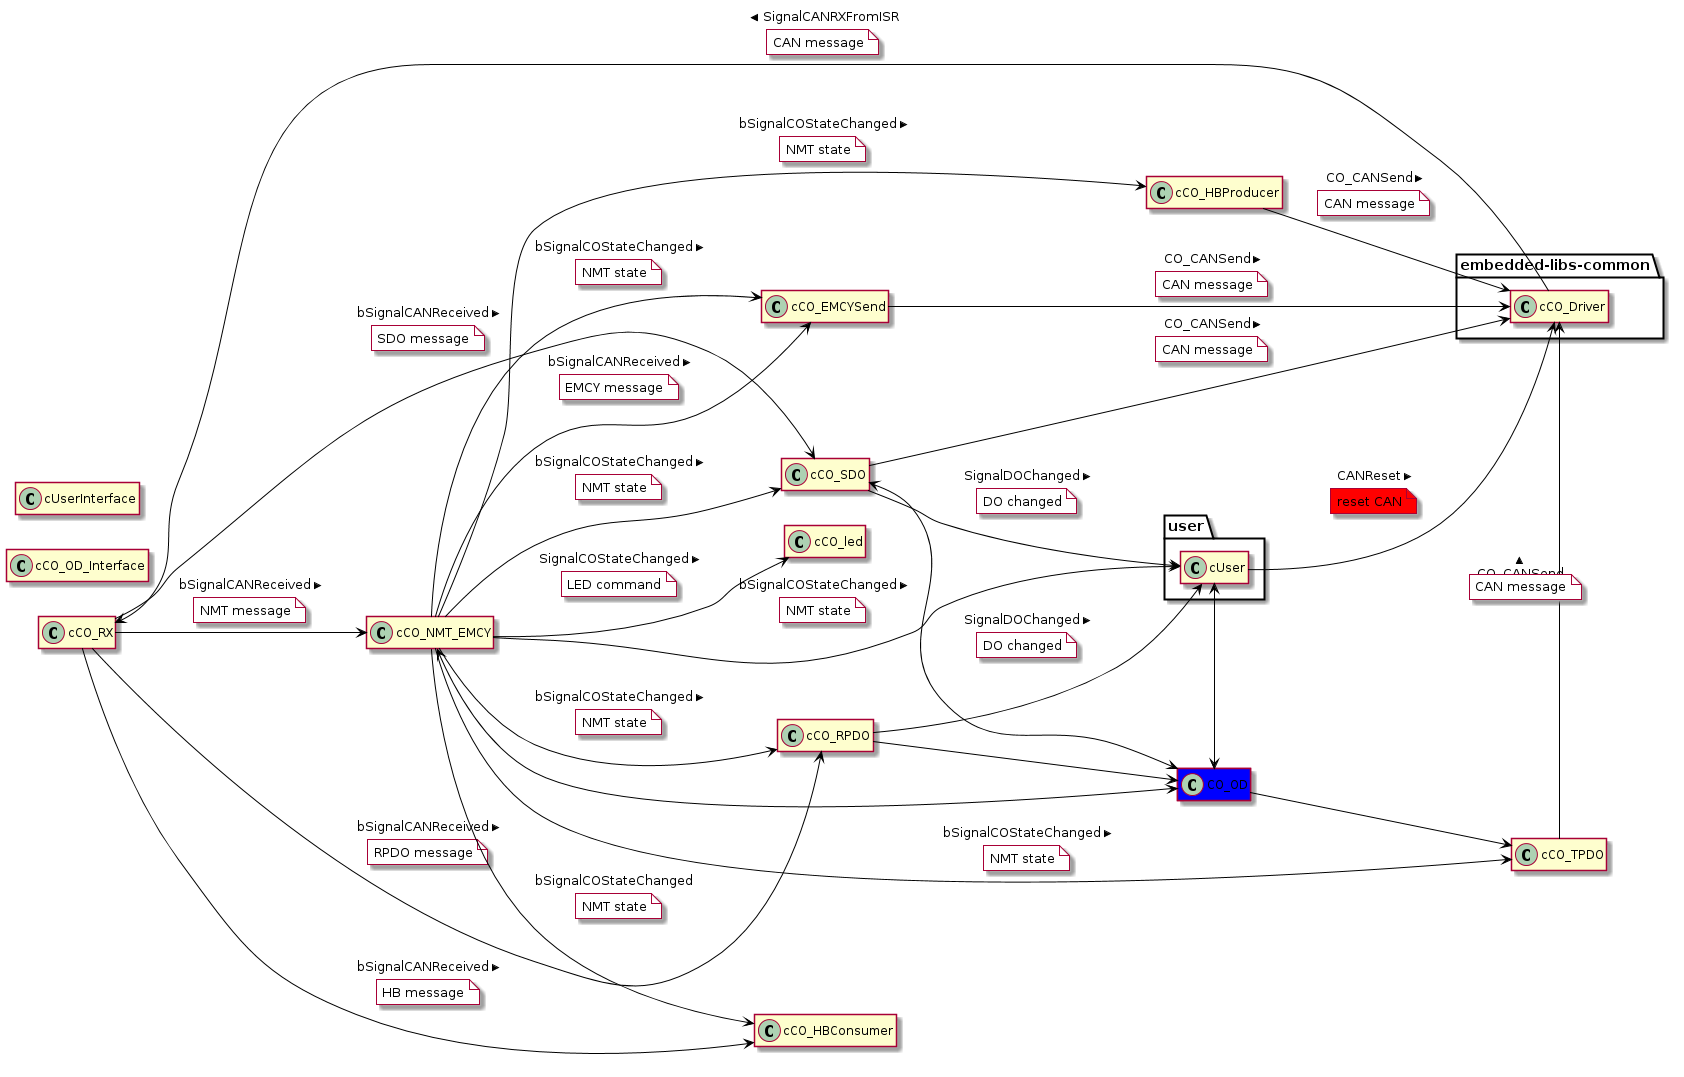 SignalCANRXFromISR
CAN message
bSignalCOStateChanged
NMT state
CO_CANSend
CAN message
C cCO_HBProducer
bSignalCOStateChanged
NMT state
CO_CANSend
CAN message
embedded-libs-common
C cCO_EMCYSend
C cCO_Driver
bSignalCANReceived
SDO message
CO_CANSend
CAN message
bSignalCANReceived
EMCY message
bSignalCOStateChanged
NMT state
C cCO_SDO
SignalDOChanged
DO changed
CANReset
reset CAN
C cUserInterface
user
C cCO_led
C cUser
C cCO_OD_Interface
SignalCOStateChanged
LED command
CO_CANSend
CAN message
bSignalCANReceived
NMT message
bSignalCOStateChanged
NMT state
C cCO_RX
C cCO_NMT_EMCY
SignalDOChanged
DO changed
bSignalCOStateChanged
NMT state
C cCO_RPDO
C CO_OD
bSignalCANReceived
RPDO message
bSignalCOStateChanged
NMT state
C cCO_TPDO
bSignalCOStateChanged
NMT state
bSignalCANReceived
HB message
C cCO_HBConsumer